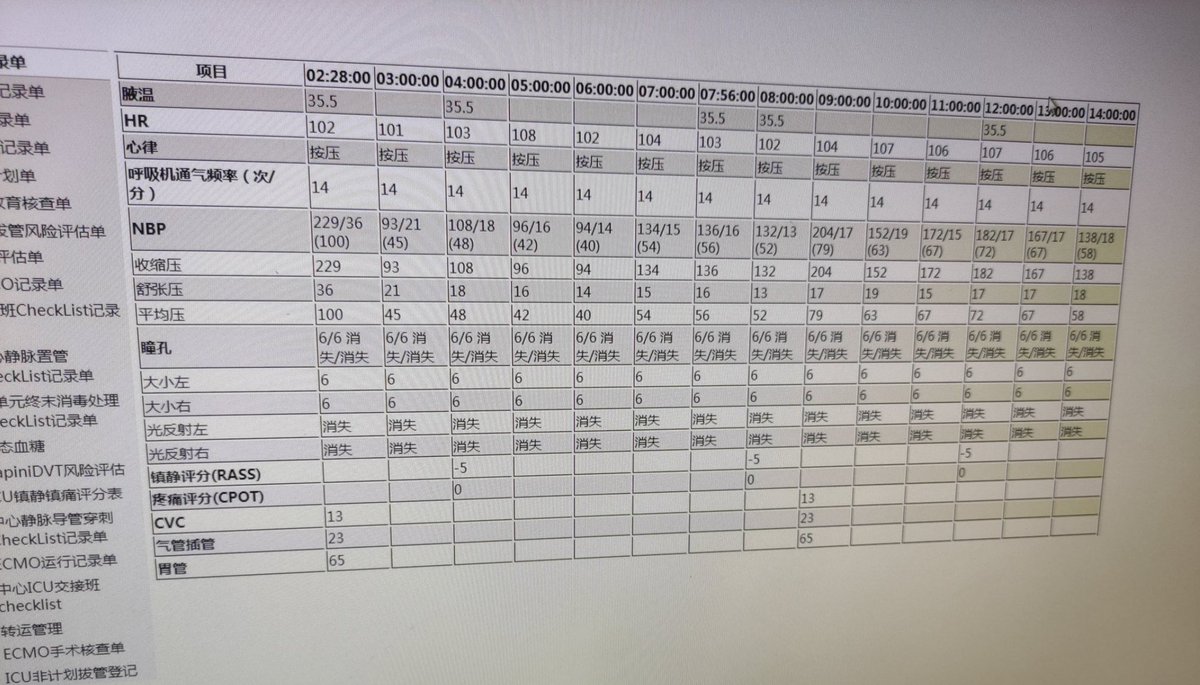 录单
记录单
录单
记录单
划单
育核查单
拔管风险评估单
评估单
O记录单
班CheckList记录
静脉置管
eckList记录单
单元终末消毒处理
eckList记录单
态血糖
apiniDVT风险评估
CU镇静镇痛评分表
中心静脉导管穿刺
CheckList记录单
ECMO运行记录单
中心ICU交接班
checklist
转运管理
ECMO手术核查单
ICU非计划拔管登记
项目 02:28:00 03:00:00 04:00:00 05:00:00 06:00:00 07:00:00 07:56:00 08:00:00 09:00:00 10:00:00 11:00:00 12:00:00 13:00:00 14:00:00
腋温 35.5 35.5 35.5 35.5 35.5
HR 102 101 103 108 102 104 103 102 104 107 106 107 106 105
心律 按压 按压 按压 按压 按压 按压 按压 按压 按压 按压 按压 按压 按压 按压
呼吸机通气频率（次/
分） 14 14 14 14 14 14 14 14 14 14 14 14 14 14
NBP 229/36 93/21 108/18 96/16 94/14 134/15 136/16 132/13 204/17 152/19 172/15 182/17 167/17 138/18
(100) (45) (48) (42) (40) (54) (56) (52) (79) (63) (67) (72) (67) (58)
收缩压 229 93 108 96 94 134 136 132 204 152 172 182 167 138
舒张压 36 21 18 16 14 15 16 13 17 19 15 17 17 18
平均压 100 45 48 42 40 54 56 52 79 63 67 72 67 58
瞳孔 6/6 消 6/6 消 6/6 消 6/6 消 6/6 消 6/6 消 6/6 消 6/6 消 6/6 消 6/6 消 6/6 消 6/6 消 6/6 消 6/6 消
失/消失 失/消失 失/消失 失/消失 失/消失 失/消失 失/消失 失/消失 失/消失 失/消失 失/消失 失/消失 失/消失 失/消失
大小左 6 6 6 6 6 6 6 6 6 6 6 6 6 6
大小右 6 6 6 6 6 6 6 6 6 6 6 6 6 6
光反射左 消失 消失 消失 消失 消失 消失 消失 消失 消失 消失 消失 消失 消失 消失
光反射右 消失 消失 消失 消失 消失 消失 消失 消失 消失 消失 消失 消失 消失 消失
镇静评分(RASS) -5 -5 -5
疼痛评分(CPOT) 0 0 0
CVC 13 13
气管插管 23 23
胃管 65 65